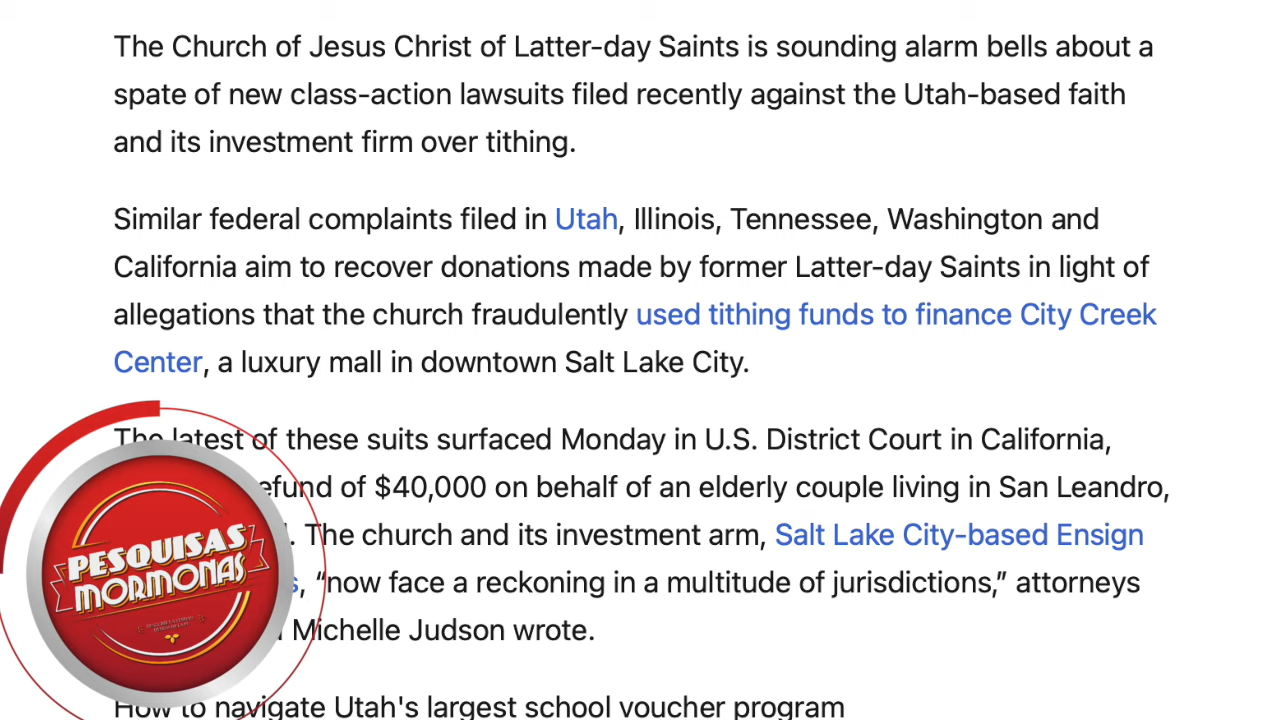 The Church of Jesus Christ of Latter-day Saints is sounding alarm bells about a
spate of new class-action lawsuits filed recently against the Utah-based faith
and its investment firm over tithing.
Similar federal complaints filed in Utah, Illinois, Tennessee, Washington and
California aim to recover donations made by former Latter-day Saints in light of
allegations that the church fraudulently used tithing funds to finance City Creek
Center, a luxury mall in downtown Salt Lake City.
The latest of these suits surfaced Monday in U.S. District Court in California,
of $40,000 on behalf of an elderly couple living in San Leandro,
The church and its investment arm, Salt Lake City-based Ensign
“now face a reckoning in a multitude of jurisdictions,” attorneys
Michelle Judson wrote.
How to navigate Utah's largest school voucher program
PESQUISAS
MORMONAS